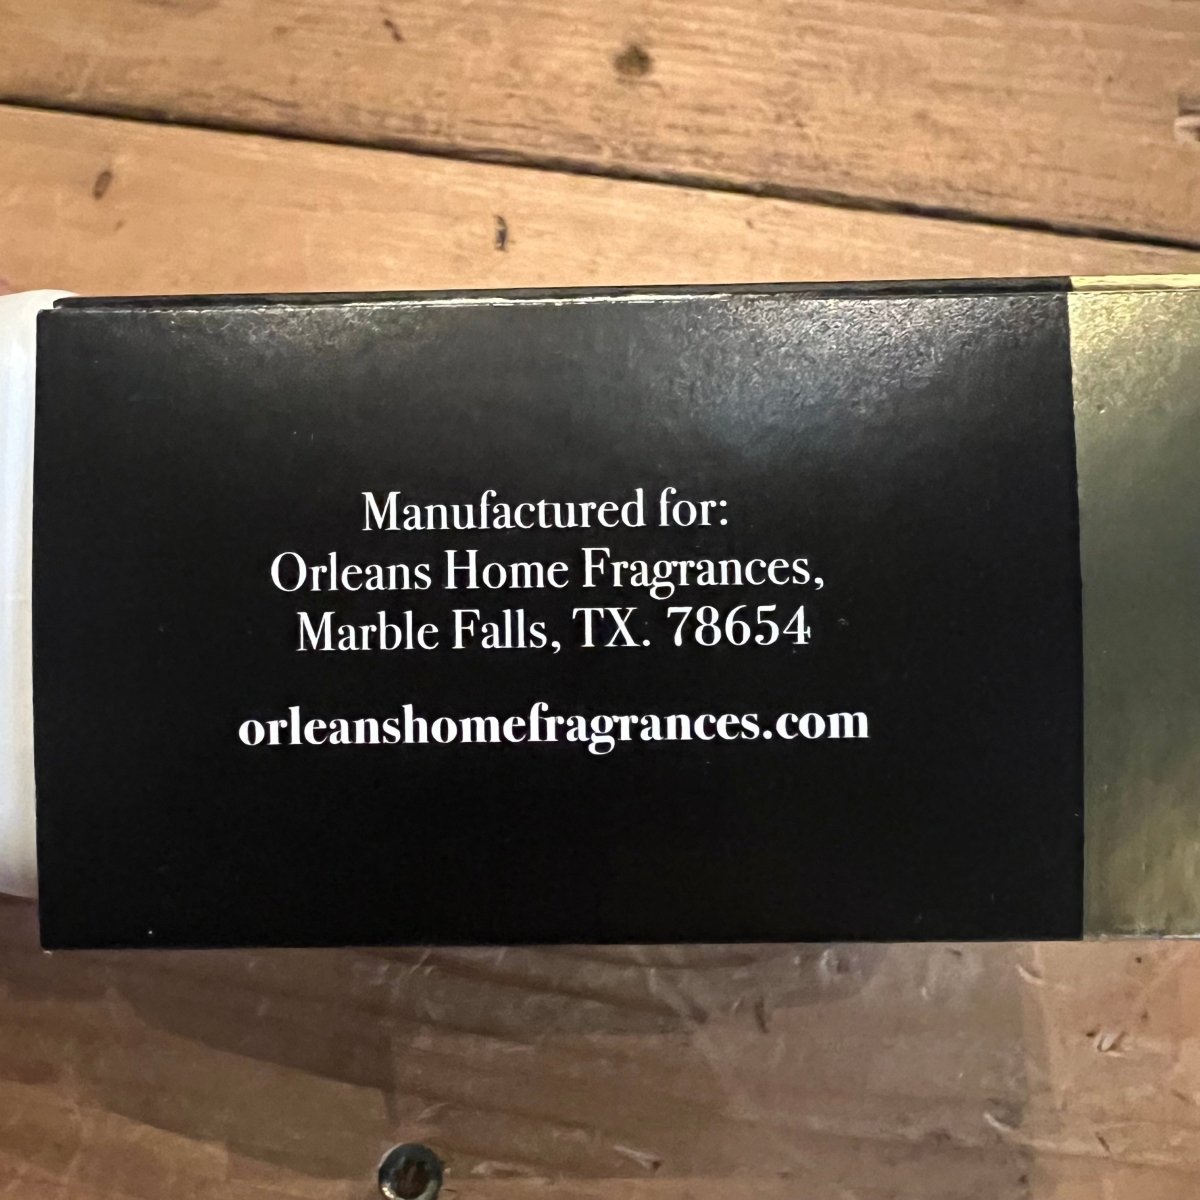 Manufactured for:
Orleans Home Fragrances,
Marble Falls, TX. 78654
orleanshomefragrances.com